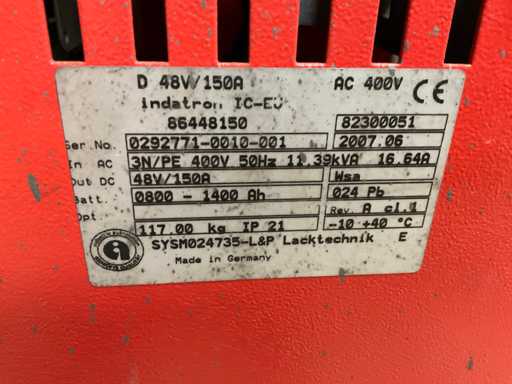 D 48V/150A AC 400V CE
indatron IC-EU
86448150 82300051
Ser.No. 0292771-0010-001 2007.06
In AC 3N/PE 400V 50Hz 11.39kVA 16.64A
Out DC 48V/150A Wsa
Batt. 0800 - 1400 Ah 024 Pb
Opt. Rev. A cl.1
117.00 kg IP 21 -10 +40 °C
SYSM024735-L&P Lacktechnik E
Made in Germany